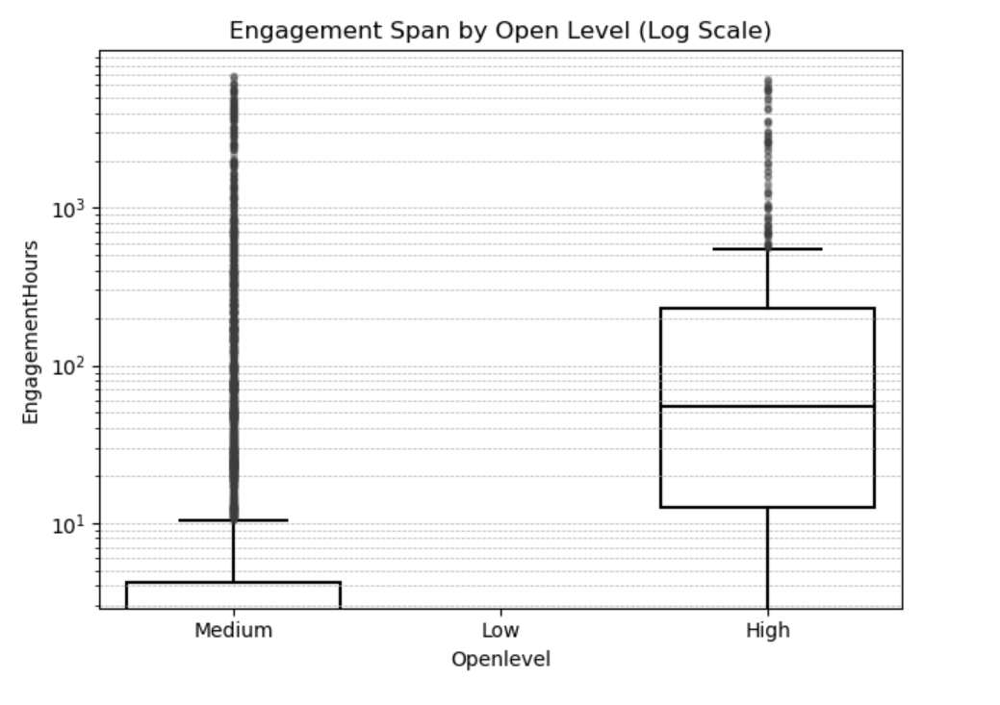 Engagement Span by Open Level (Log Scale)
EngagementHours
10³
10²
10¹
Medium Low High
Openlevel